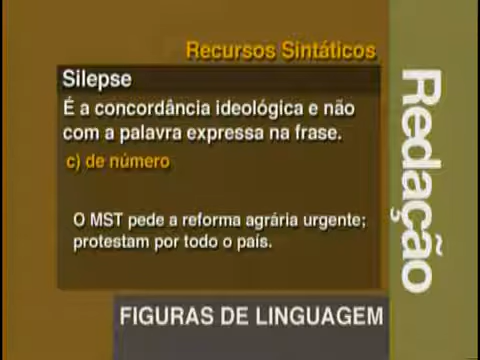 Recursos Sintáticos
Silepse
É a concordância ideológica e não
com a palavra expressa na frase.
c) de número
O MST pede a reforma agrária urgente;
protestam por todo o país.
FIGURAS DE LINGUAGEM
Redação